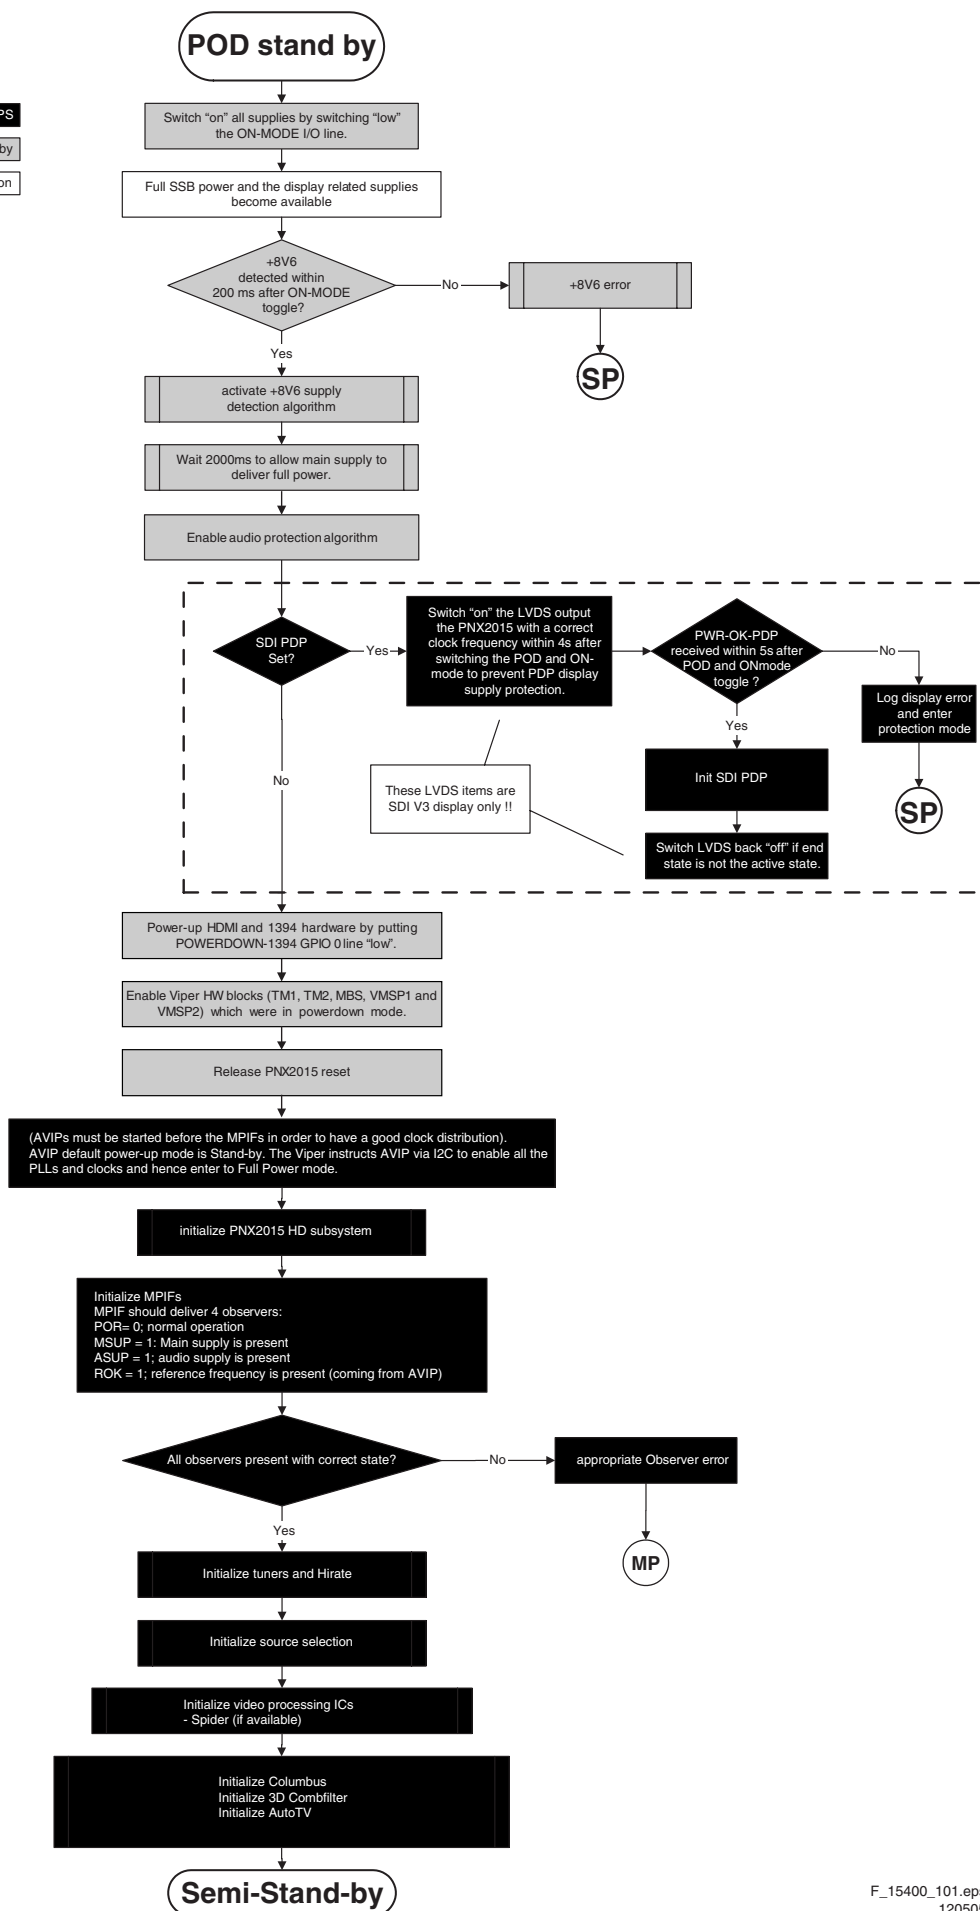 POD stand by
PS
by
on
Switch “on” all supplies by switching “low”
the ON-MODE I/O line.
Full SSB power and the display related supplies
become available
+8V6
detected within
200 ms after ON-MODE
toggle?
No
+8V6 error
SP
Yes
activate +8V6 supply
detection algorithm
Wait 2000ms to allow main supply to
deliver full power.
Enable audio protection algorithm
SDI PDP
Set?
Yes
Switch “on” the LVDS output
the PNX2015 with a correct
clock frequency within 4s after
switching the POD and ON-
mode to prevent PDP display
supply protection.
PWR-OK-PDP
received within 5s after
POD and ONmode
toggle ?
No
Log display error
and enter
protection mode
SP
Yes
Init SDI PDP
Switch LVDS back “off” if end
state is not the active state.
These LVDS items are
SDI V3 display only !!
No
Power-up HDMI and 1394 hardware by putting
POWERDOWN-1394 GPIO 0 line “low”.
Enable Viper HW blocks (TM1, TM2, MBS, VMSP1 and
VMSP2) which were in powerdown mode.
Release PNX2015 reset
(AVIPs must be started before the MPIFs in order to have a good clock distribution).
AVIP default power-up mode is Stand-by. The Viper instructs AVIP via I2C to enable all the
PLLs and clocks and hence enter to Full Power mode.
initialize PNX2015 HD subsystem
Initialize MPIFs
MPIF should deliver 4 observers:
POR= 0; normal operation
MSUP = 1: Main supply is present
ASUP = 1; audio supply is present
ROK = 1; reference frequency is present (coming from AVIP)
All observers present with correct state?
No
appropriate Observer error
MP
Yes
Initialize tuners and Hirate
Initialize source selection
Initialize video processing ICs
- Spider (if available)
Initialize Columbus
Initialize 3D Combfilter
Initialize AutoTV
Semi-Stand-by
F_15400_101.eps